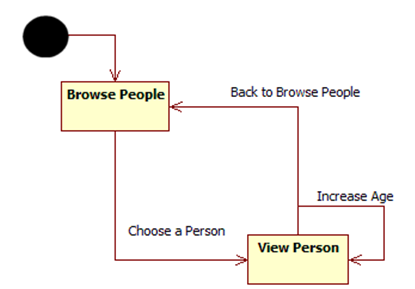 Browse People
Back to Browse People
Increase Age
Choose a Person
View Person